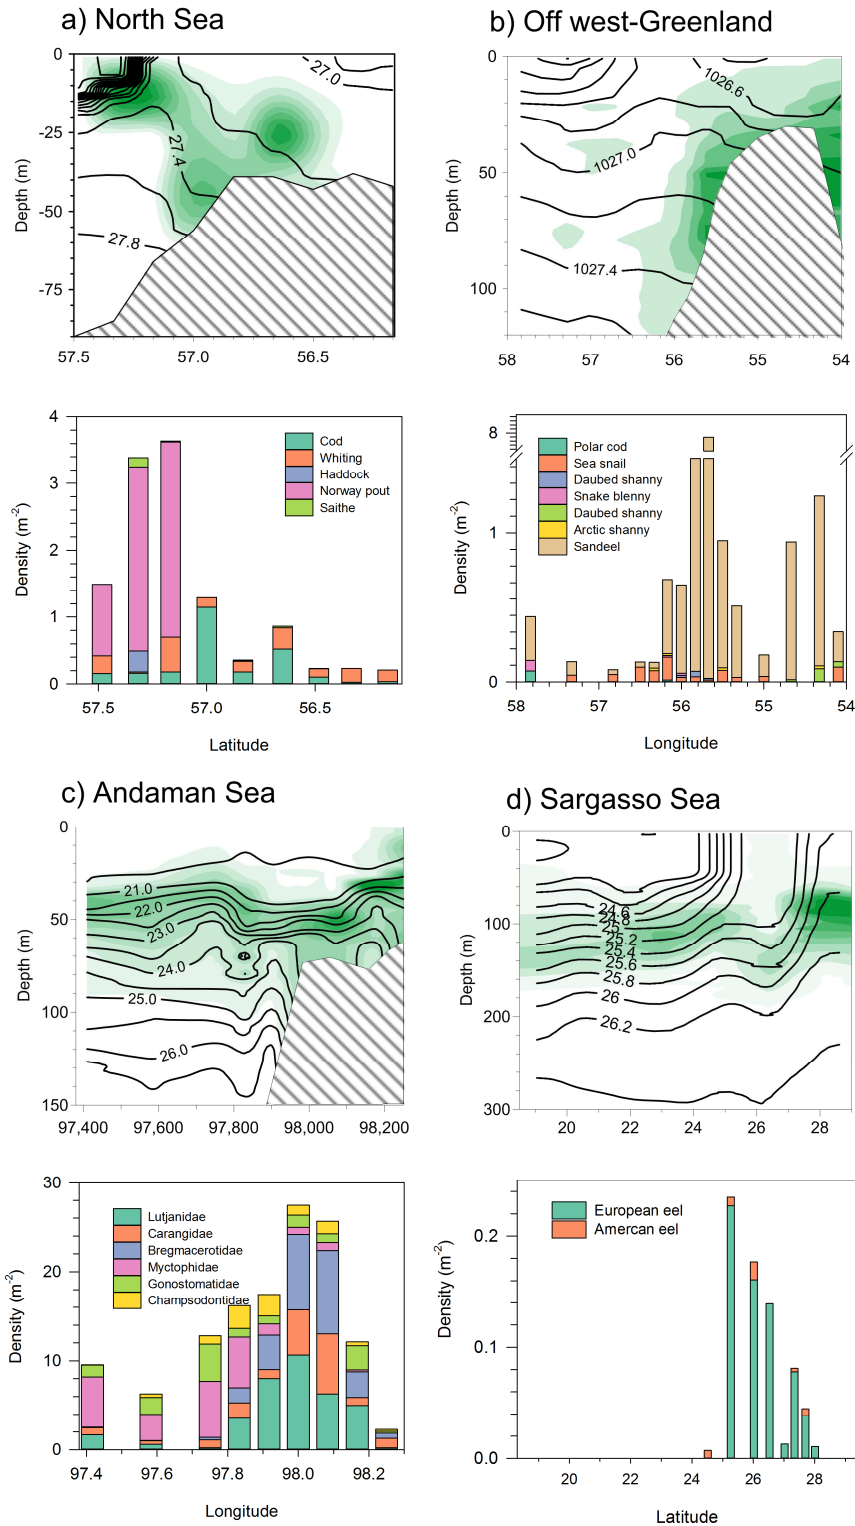 a) North Sea
0
-25
-50
-75
Depth (m)
27.0
27.4
27.8
57.5
57.0
56.5
b) Off west-Greenland
0
50
100
Depth (m)
1026.6
1027.0
1027.4
58
57
56
55
54
4
3
2
1
0
Density (m-2)
Cod
Whiting
Haddock
Norway pout
Saithe
57.5
57.0
56.5
Latitude
8
1
0
Density (m-2)
Polar cod
Sea snail
Daubed shanny
Snake blenny
Daubed shanny
Arctic shanny
Sandeel
58
57
56
55
54
Longitude
c) Andaman Sea
0
50
100
150
Depth (m)
21.0
22.0
23.0
24.0
25.0
26.0
97,400
97,600
97,800
98,000
98,200
d) Sargasso Sea
0
100
200
300
Depth (m)
24.6
24.8
25
25.2
25.4
25.6
25.8
26
26.2
20
22
24
26
28
30
20
10
0
Density (m-2)
Lutjanidae
Carangidae
Bregmacerotidae
Myctophidae
Gonostomatidae
Champsodontidae
97.4
97.6
97.8
98.0
98.2
Longitude
0.2
0.1
0.0
Density (m-2)
European eel
Amercan eel
20
22
24
26
28
Latitude